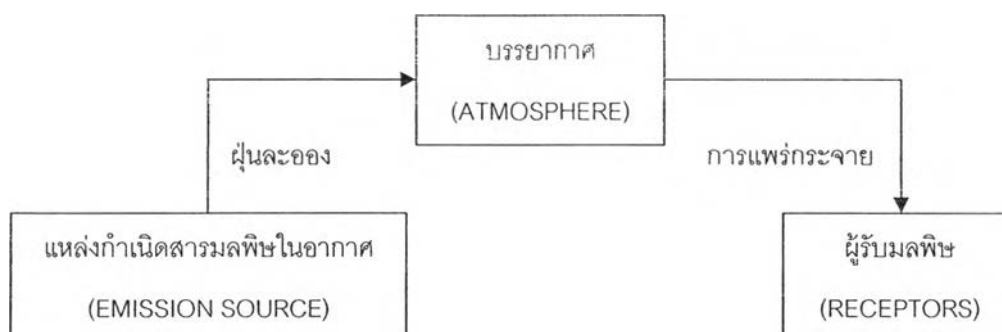 บรรยากาศ
(ATMOSPHERE)
ฝุ่นละออง
การแพร่กระจาย
แหล่งกำเนิดสารมลพิษในอากาศ
(EMISSION SOURCE)
ผู้รับมลพิษ
(RECEPTORS)